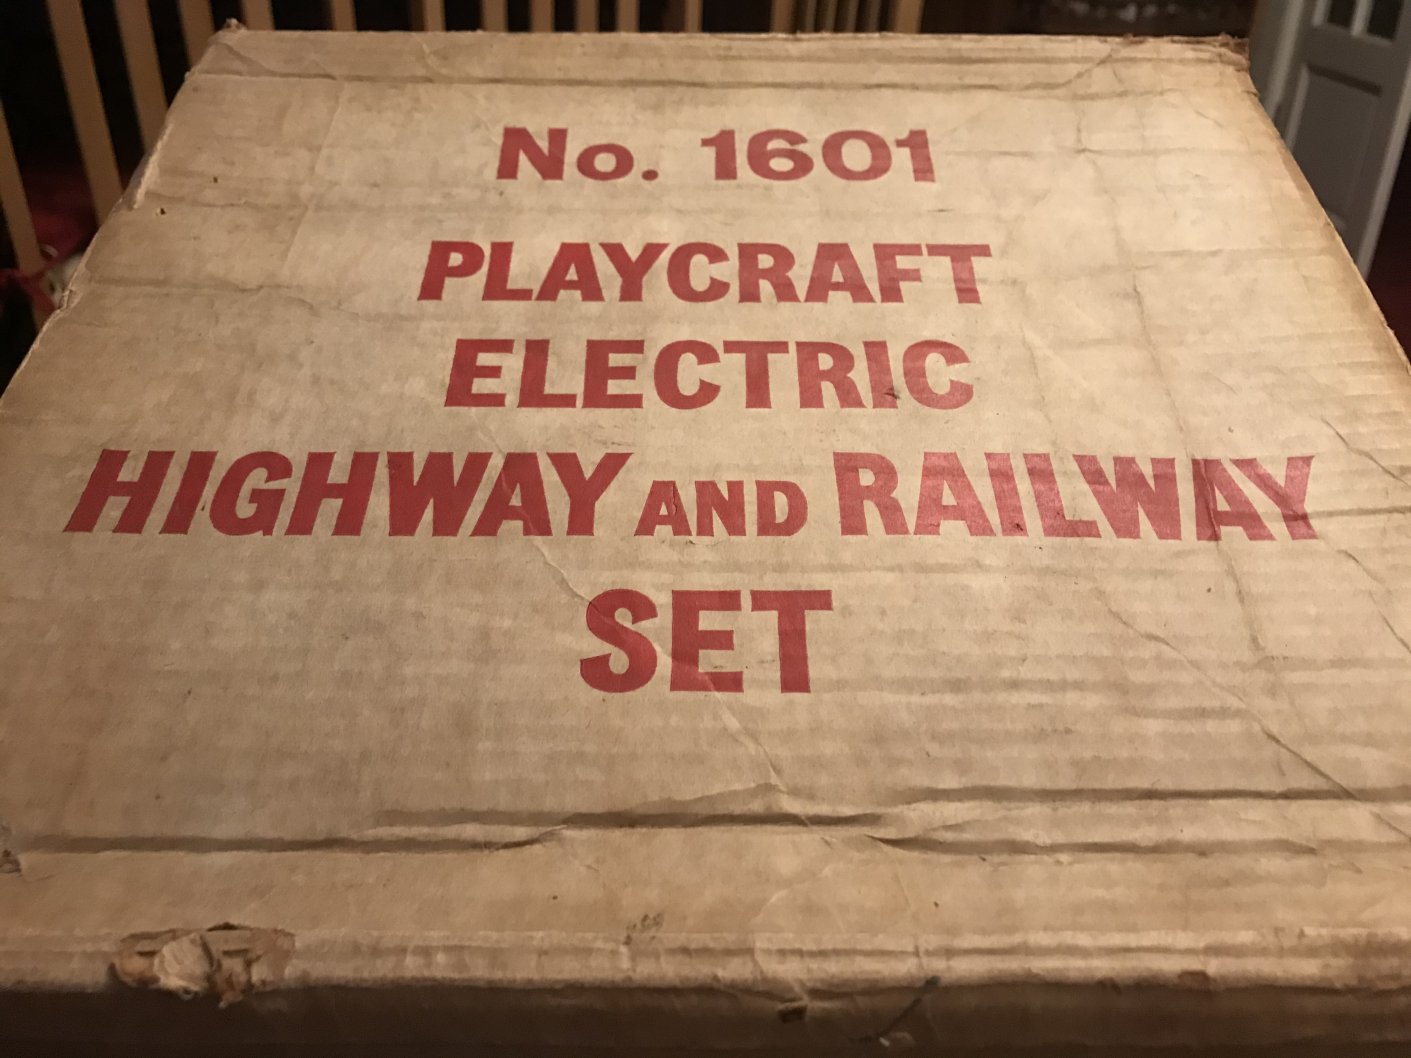 No. 1601
PLAYCRAFT
ELECTRIC
HIGHWAY AND RAILWAY
SET